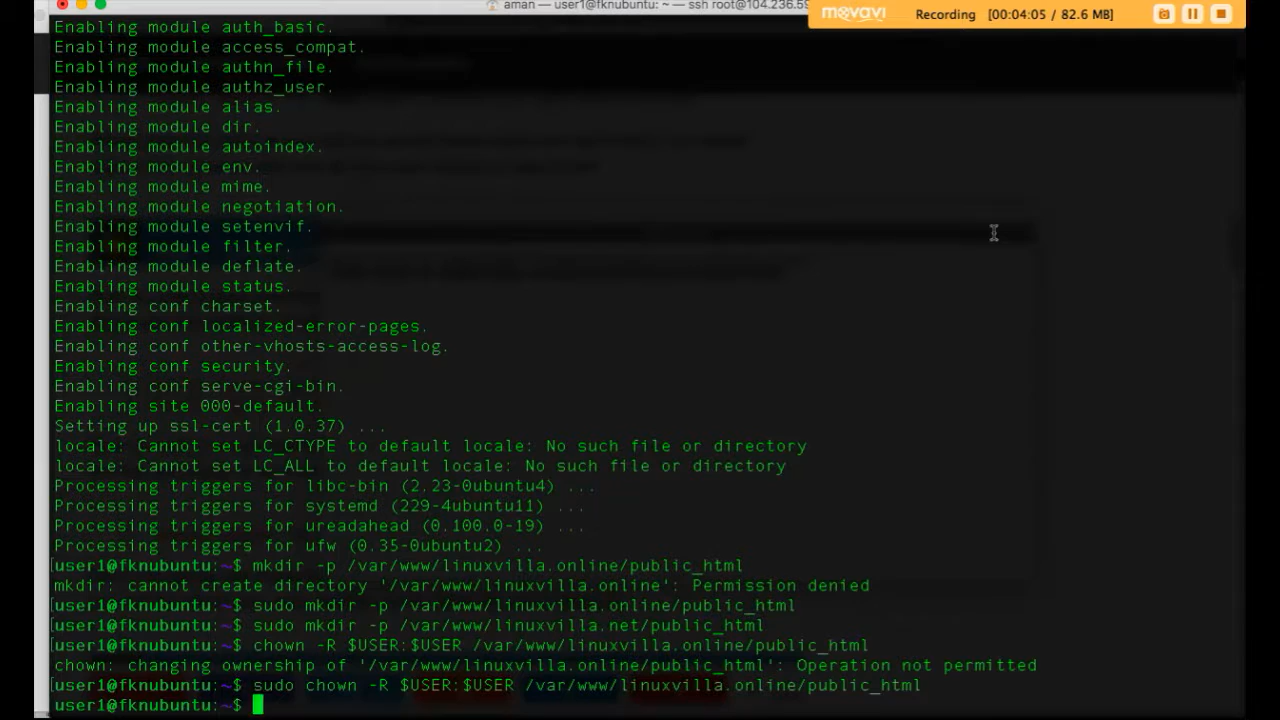 aman — user1@fknubuntu: ~ — ssh root@104.236.59
movavi
Recording [00:04:05 / 82.6 MB]
Enabling module auth_basic.
Enabling module access_compat.
Enabling module authn_file.
Enabling module authz_user.
Enabling module alias.
Enabling module dir.
Enabling module autoindex.
Enabling module env.
Enabling module mime.
Enabling module negotiation.
Enabling module setenvif.
Enabling module filter.
Enabling module deflate.
Enabling module status.
Enabling conf charset.
Enabling conf localized-error-pages.
Enabling conf other-vhosts-access-log.
Enabling conf security.
Enabling conf serve-cgi-bin.
Enabling site 000-default.
Setting up ssl-cert (1.0.37) ...
locale: Cannot set LC_CTYPE to default locale: No such file or directory
locale: Cannot set LC_ALL to default locale: No such file or directory
Processing triggers for libc-bin (2.23-0ubuntu4) ...
Processing triggers for systemd (229-4ubuntu11) ...
Processing triggers for ureadahead (0.100.0-19) ...
Processing triggers for ufw (0.35-0ubuntu2) ...
[user1@fknubuntu:~$ mkdir -p /var/www/linuxvilla.online/public_html
mkdir: cannot create directory '/var/www/linuxvilla.online': Permission denied
[user1@fknubuntu:~$ sudo mkdir -p /var/www/linuxvilla.online/public_html
[user1@fknubuntu:~$ sudo mkdir -p /var/www/linuxvilla.net/public_html
[user1@fknubuntu:~$ chown -R $USER:$USER /var/www/linuxvilla.online/public_html
chown: changing ownership of '/var/www/linuxvilla.online/public_html': Operation not permitted
[user1@fknubuntu:~$ sudo chown -R $USER:$USER /var/www/linuxvilla.online/public_html
user1@fknubuntu:~$